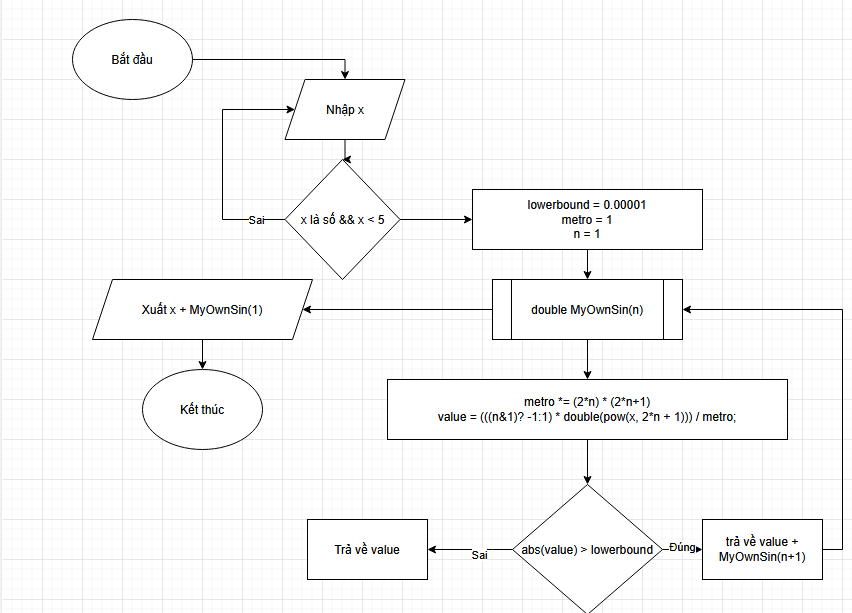 Bắt đầu
Nhập x
x là số && x < 5
Sai
lowerbound = 0.00001
metro = 1
n = 1
double MyOwnSin(n)
Xuất x + MyOwnSin(1)
Kết thúc
metro *= (2*n) * (2*n+1)
value = (((n&1)? -1:1) * double(pow(x, 2*n + 1))) / metro;
abs(value) > lowerbound
Sai
Trả về value
Đúng
trả về value +
MyOwnSin(n+1)